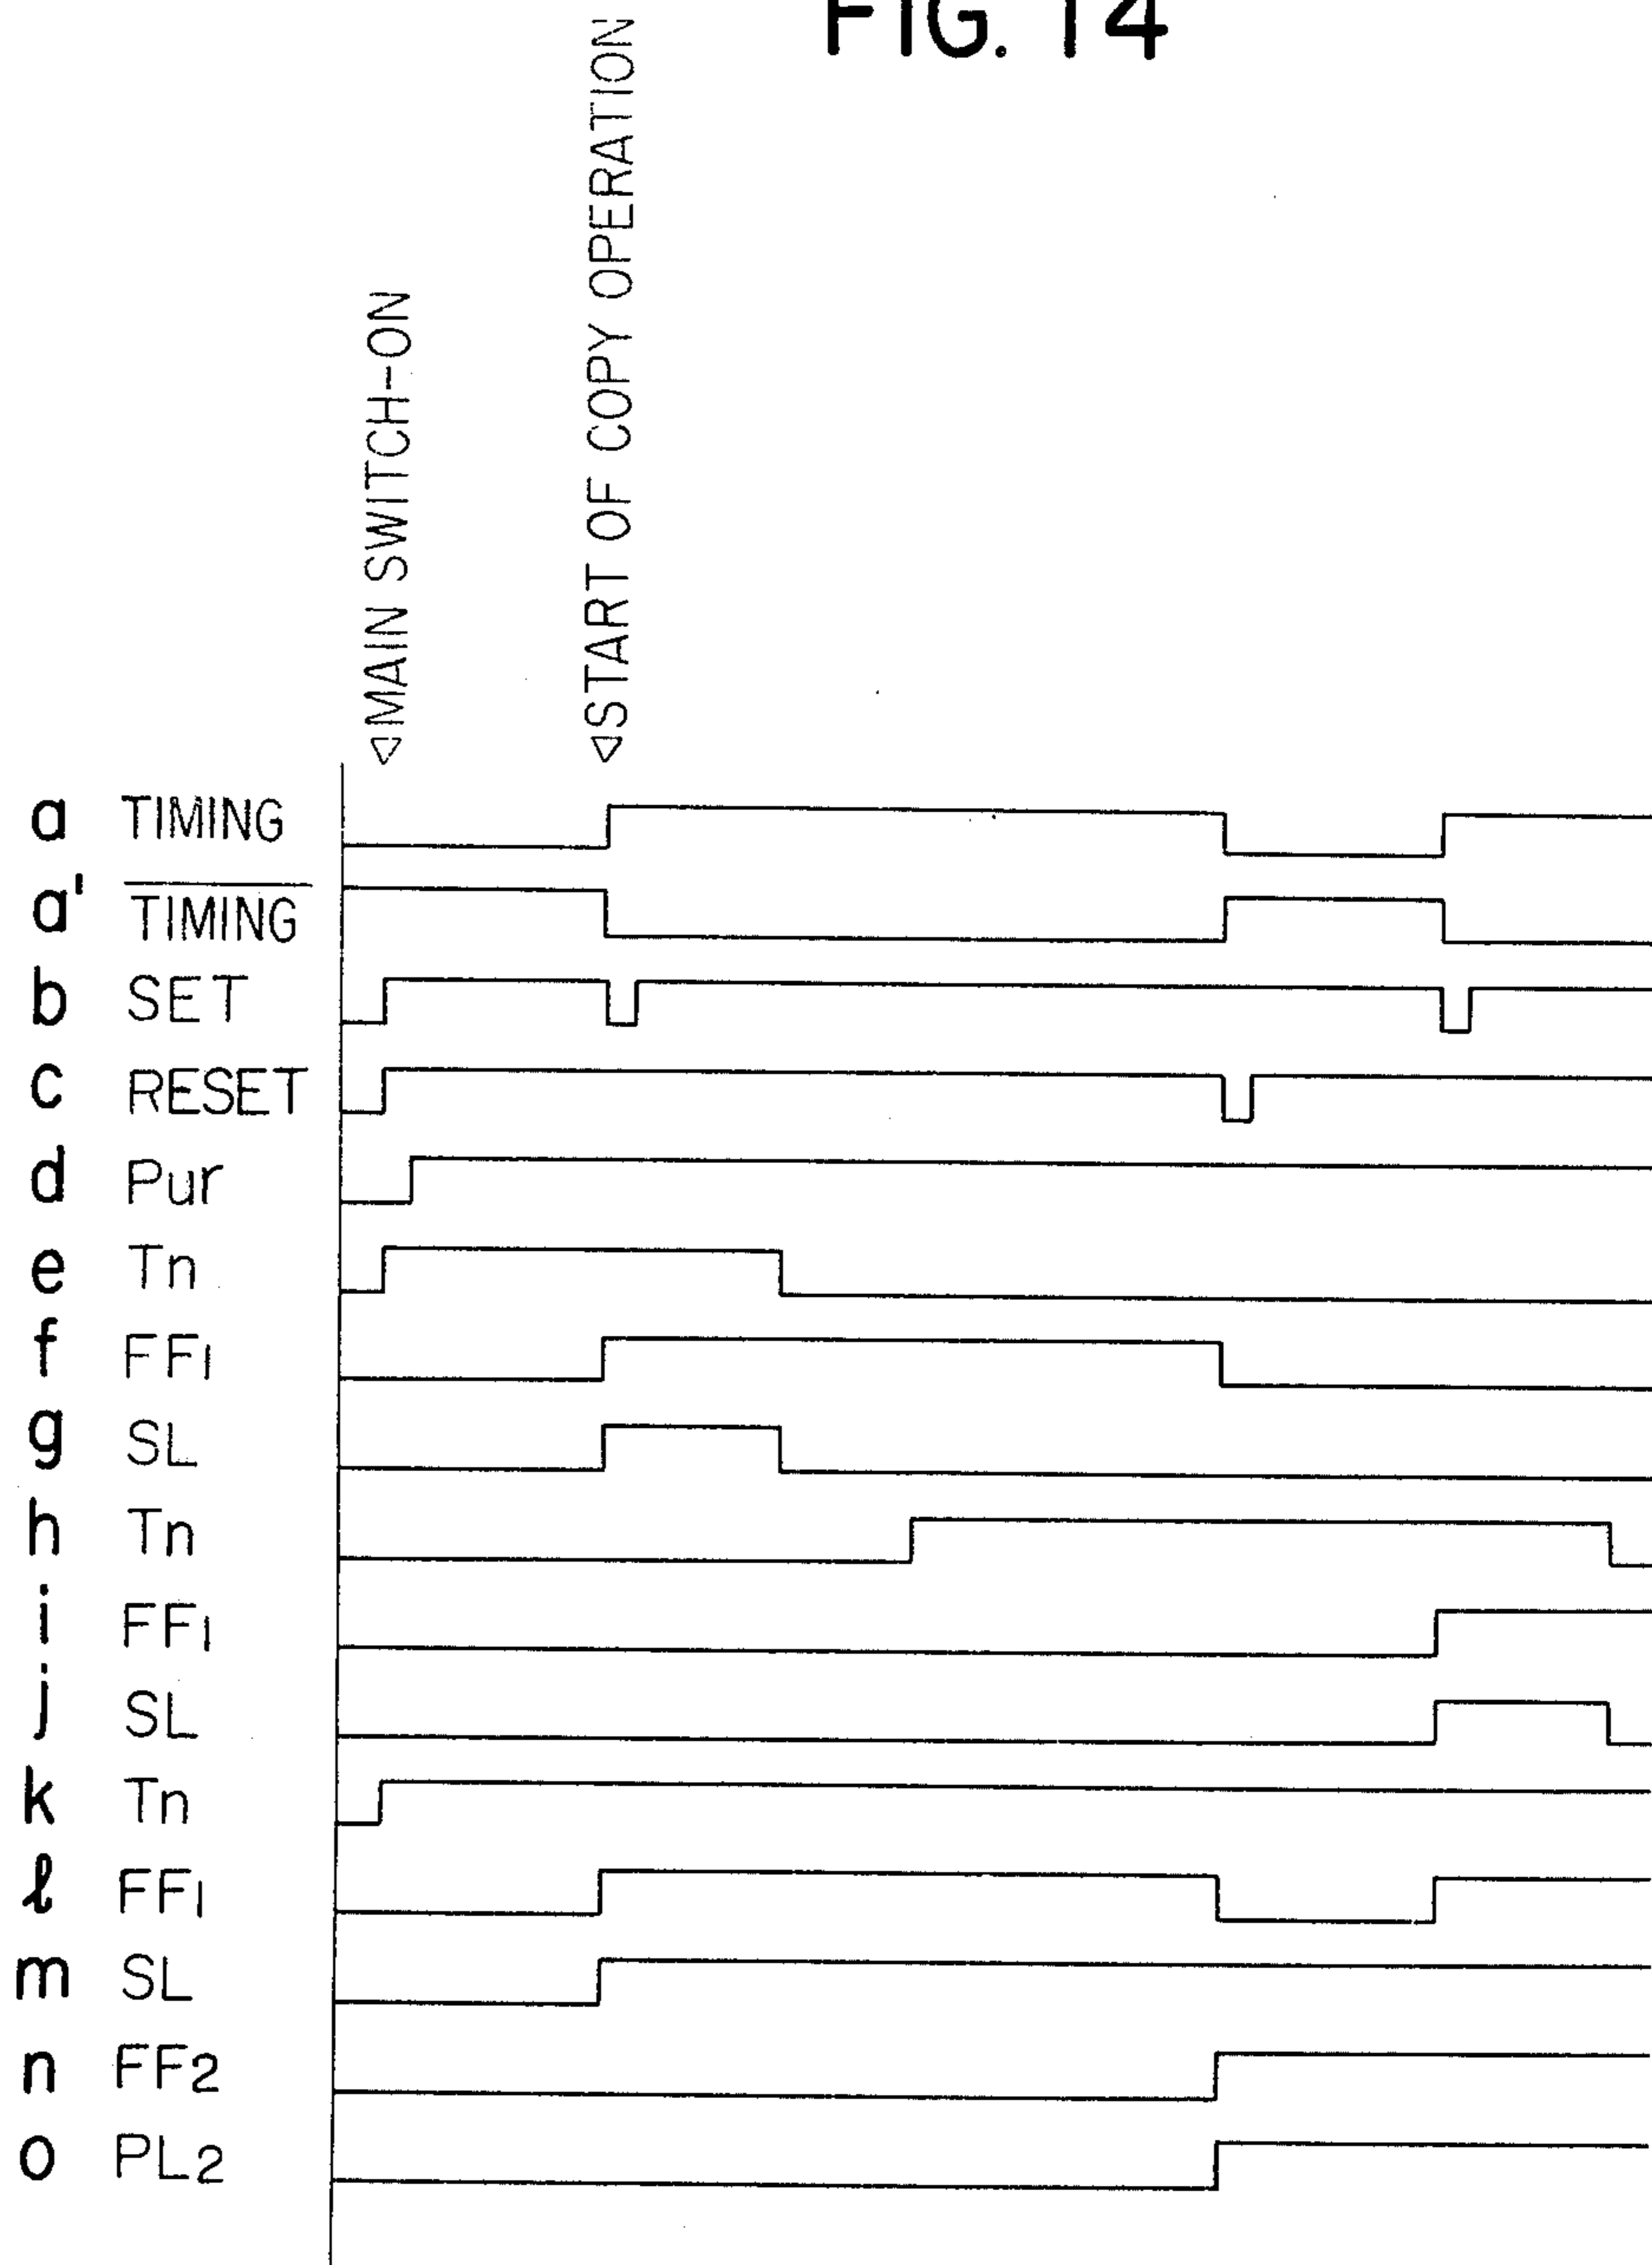 FIG. 14
◁MAIN SWITCH-ON
◁START OF COPY OPERATION
a TIMING
a' TIMING
b SET
c RESET
d Pur
e Tn
f FF1
g SL
h Tn
i FF1
j SL
k Tn
ℓ FF1
m SL
n FF2
o PL2